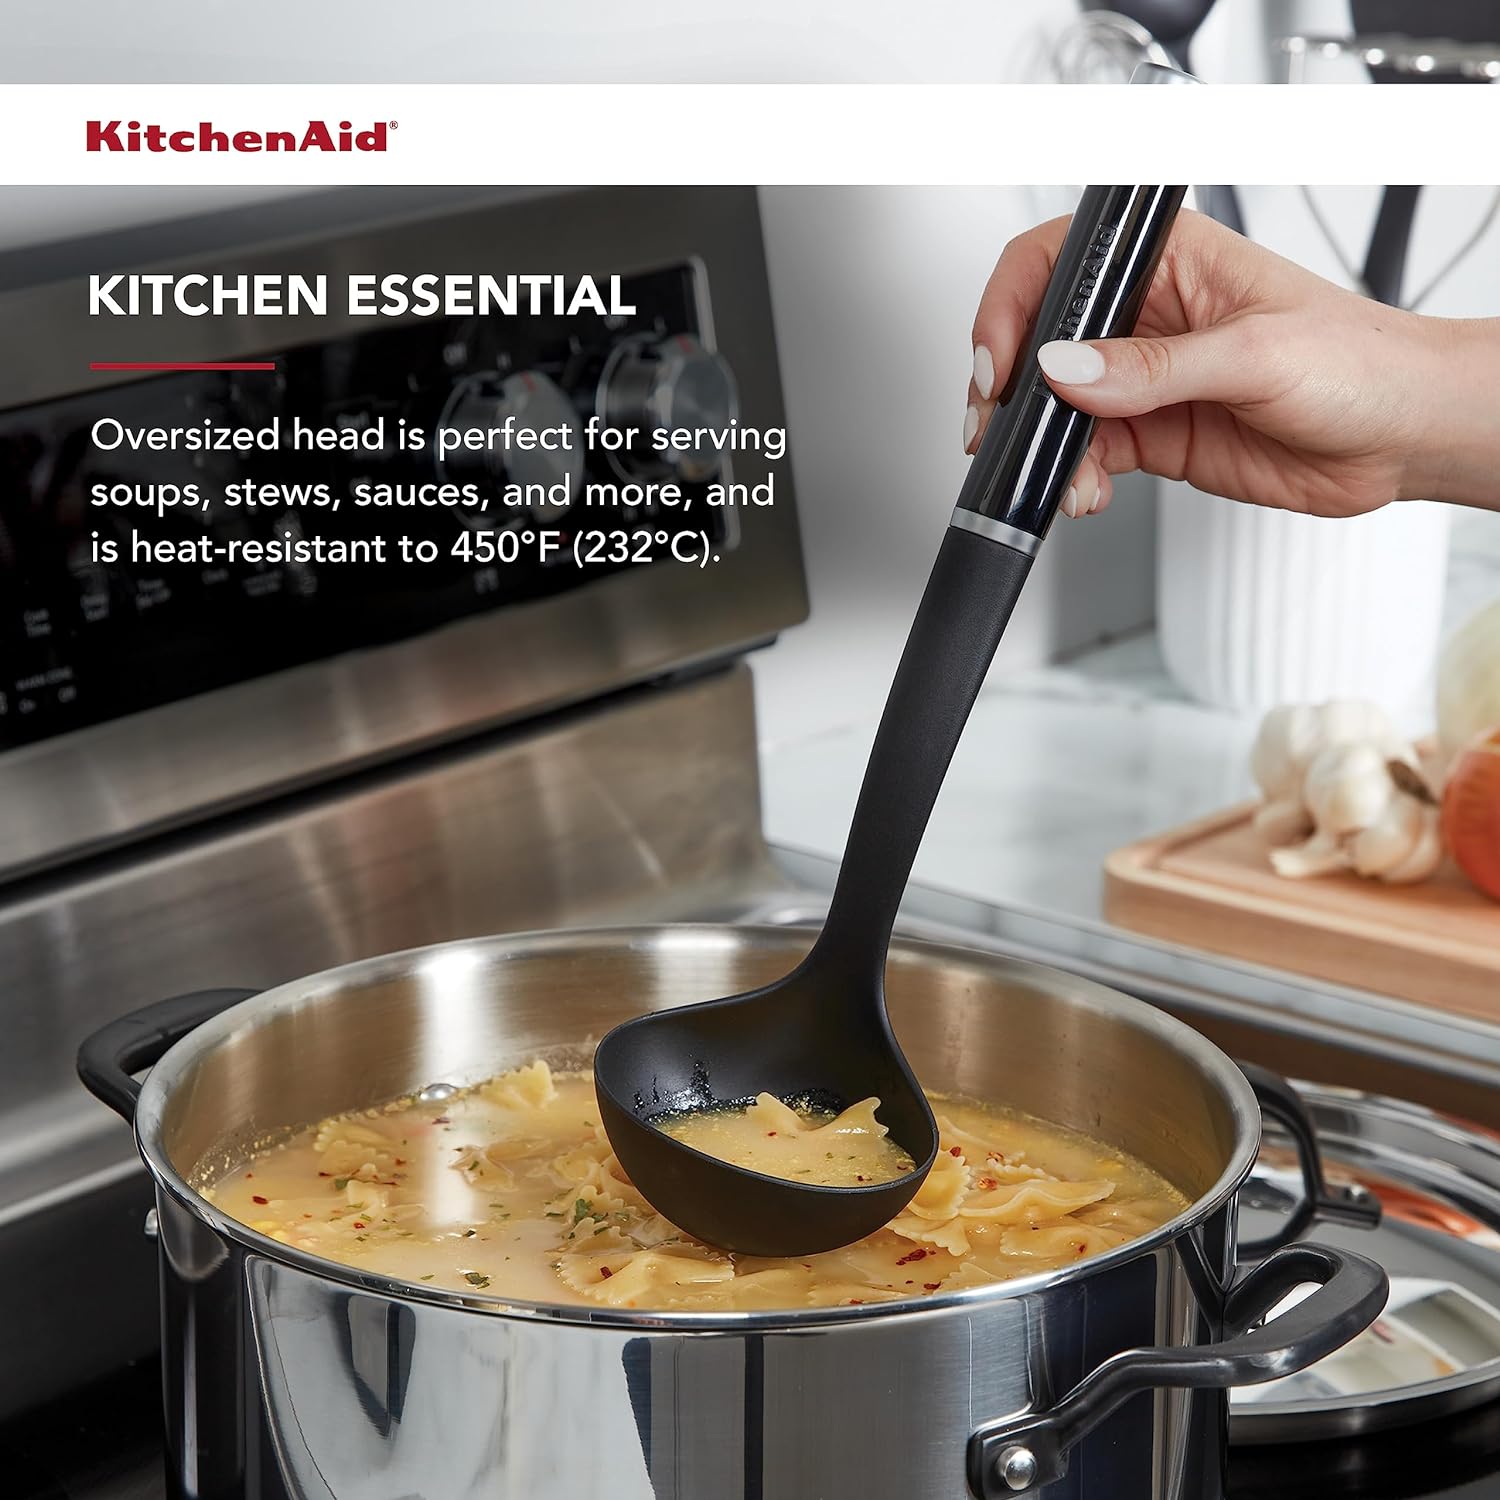 KitchenAid®
KITCHEN ESSENTIAL
Oversized head is perfect for serving
soups, stews, sauces, and more, and
is heat-resistant to 450°F (232°C).